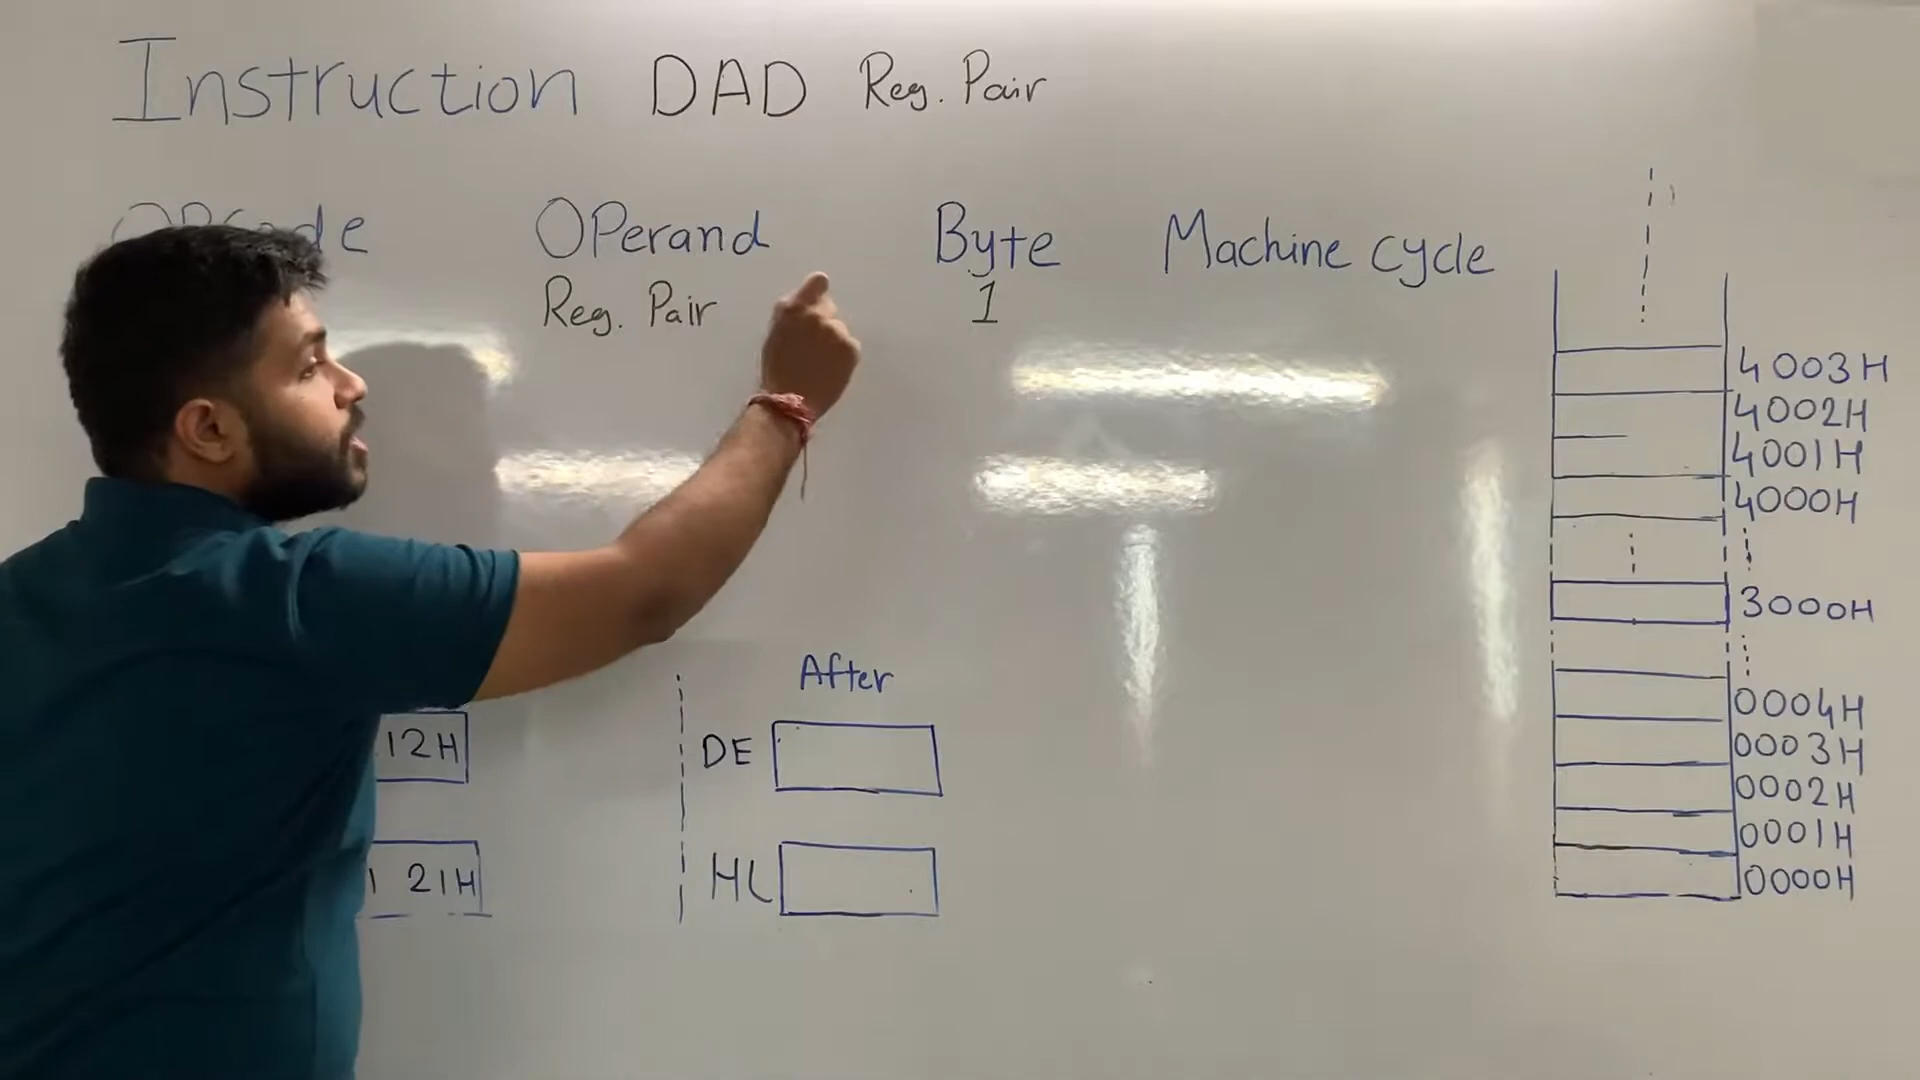 Instruction DAD Reg. Pair
OPerand Byte Machine cycle
Reg. Pair 1
4003H
4002H
4001H
4000H
3000H
After
0004H
12H DE 0003H
0002H
0001H
21H HL 0000H